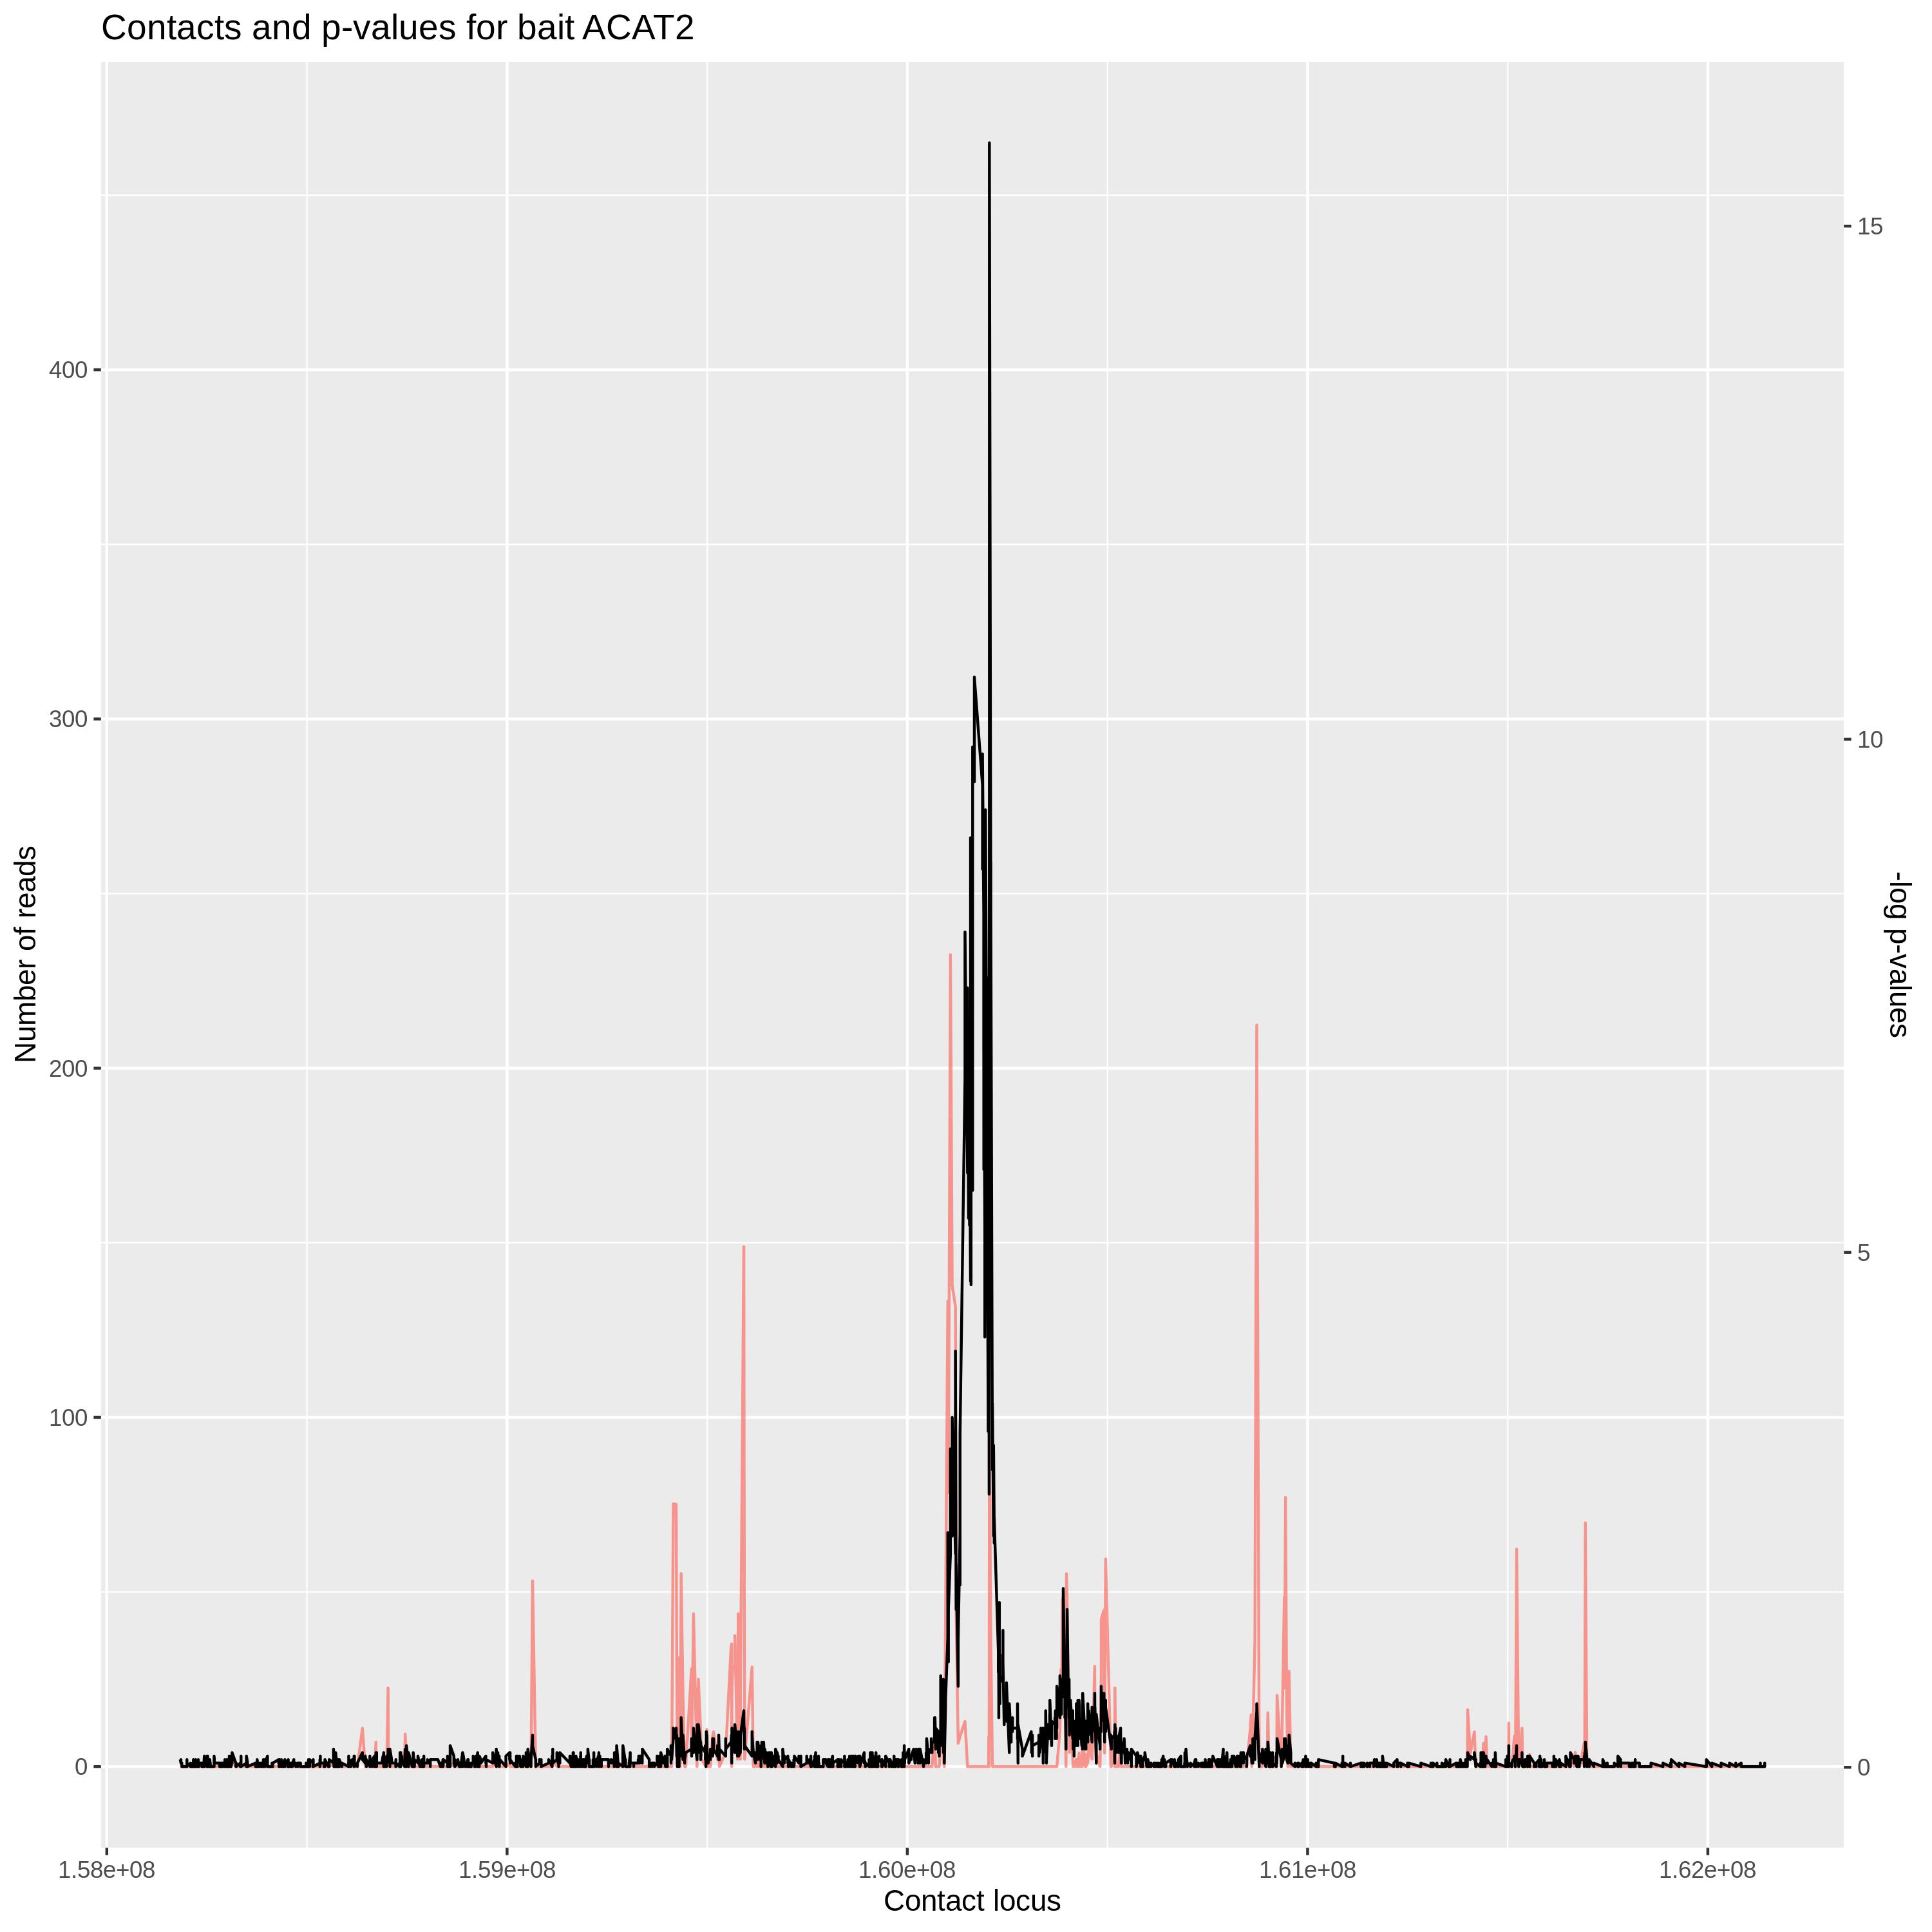 Contacts and p-values for bait ACAT2
Number of reads
400
300
200
100
0
15
10
5
0
-log p-values
1.58e+08
1.59e+08
1.60e+08
1.61e+08
1.62e+08
Contact locus